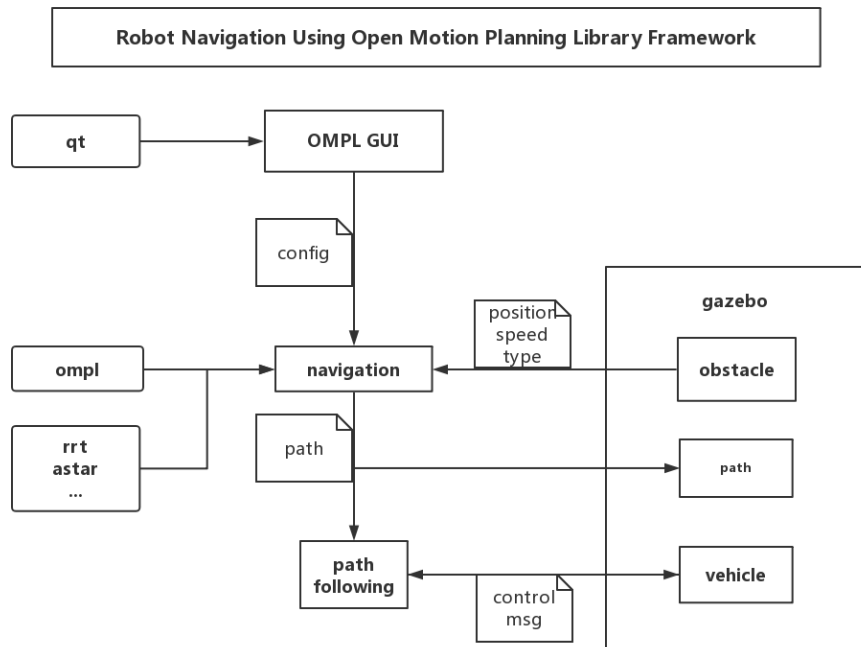 Robot Navigation Using Open Motion Planning Library Framework
qt
OMPL GUI
config
gazebo
position
speed
type
ompl
navigation
obstacle
rrt
astar
...
path
path
path
following
vehicle
control
msg